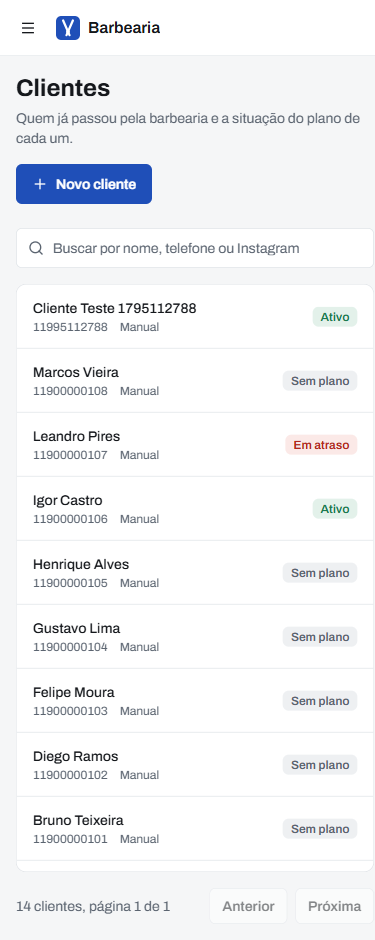 Barbearia
Clientes
Quem já passou pela barbearia e a situação do plano de
cada um.
Novo cliente
Buscar por nome, telefone ou Instagram
Cliente Teste 1795112788
11995112788 Manual
Ativo
Marcos Vieira
11900000108 Manual
Sem plano
Leandro Pires
11900000107 Manual
Em atraso
Igor Castro
11900000106 Manual
Ativo
Henrique Alves
11900000105 Manual
Sem plano
Gustavo Lima
11900000104 Manual
Sem plano
Felipe Moura
11900000103 Manual
Sem plano
Diego Ramos
11900000102 Manual
Sem plano
Bruno Teixeira
11900000101 Manual
Sem plano
14 clientes, página 1 de 1
Anterior
Próxima